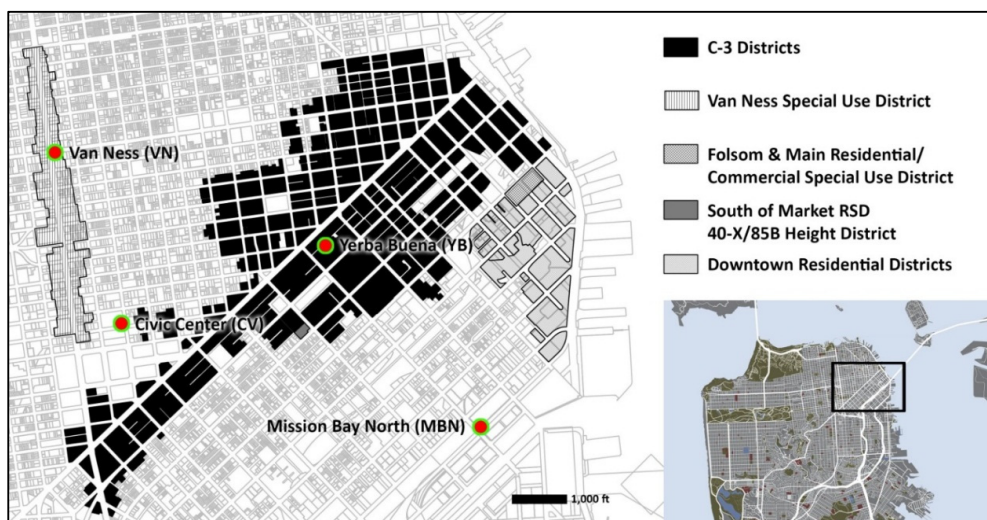 C-3 Districts
Van Ness Special Use District
Folsom & Main Residential/
Commercial Special Use District
South of Market RSD
40-X/85B Height District
Downtown Residential Districts
Van Ness (VN)
Yerba Buena (YB)
Civic Center (CV)
Mission Bay North (MBN)
1,000 ft